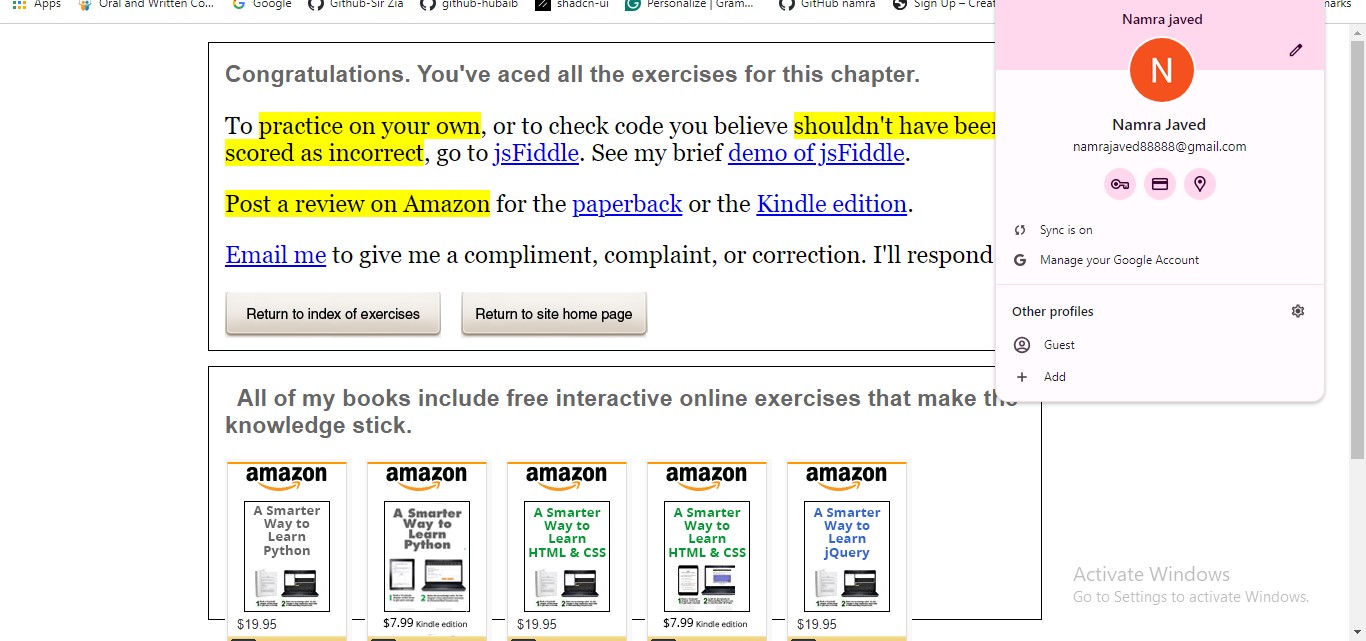 Apps Oral and Written Co... Google Github-Sir Zia github-hubaib shadcn-ui Personalize | Gram... GitHub namra Sign Up – Creat marks
Congratulations. You've aced all the exercises for this chapter.
To practice on your own, or to check code you believe shouldn't have been
scored as incorrect, go to jsFiddle. See my brief demo of jsFiddle.
Post a review on Amazon for the paperback or the Kindle edition.
Email me to give me a compliment, complaint, or correction. I'll respond
Return to index of exercises Return to site home page
Namra javed
N
Namra Javed
namrajaved88888@gmail.com
Sync is on
Manage your Google Account
Other profiles
Guest
Add
All of my books include free interactive online exercises that make the
knowledge stick.
amazon amazon amazon amazon amazon
A Smarter A Smarter A Smarter A Smarter A Smarter
Way to Way to Way to Way to Way to
Learn Learn Learn Learn Learn
Python Python HTML & CSS HTML & CSS jQuery
$19.95 $7.99 Kindle edition $19.95 $7.99 Kindle edition $19.95
Activate Windows
Go to Settings to activate Windows.